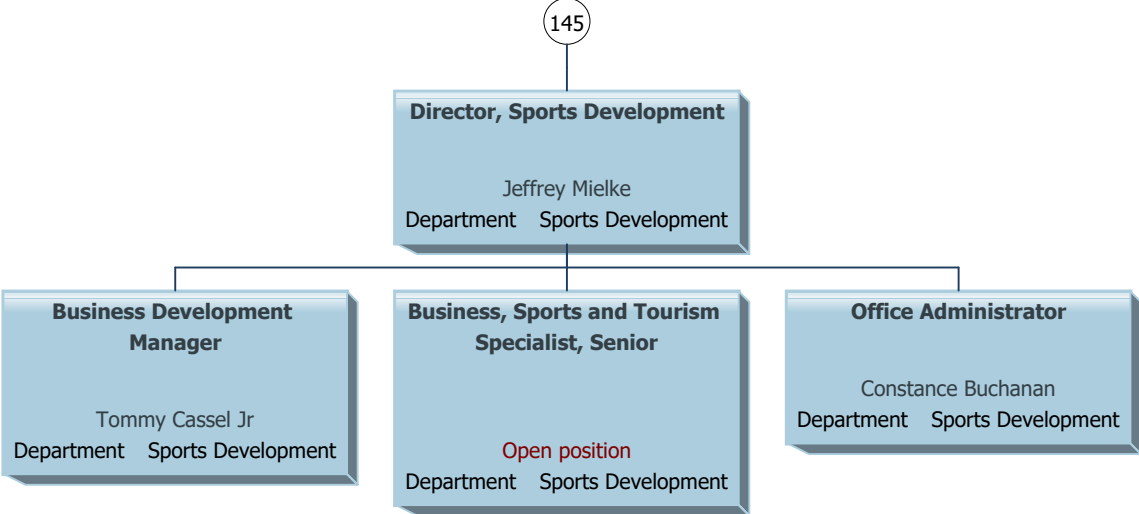 145
Director, Sports Development
Jeffrey Mielke
Department Sports Development
Business Development
Manager
Tommy Cassel Jr
Department Sports Development
Business, Sports and Tourism
Specialist, Senior
Open position
Department Sports Development
Office Administrator
Constance Buchanan
Department Sports Development